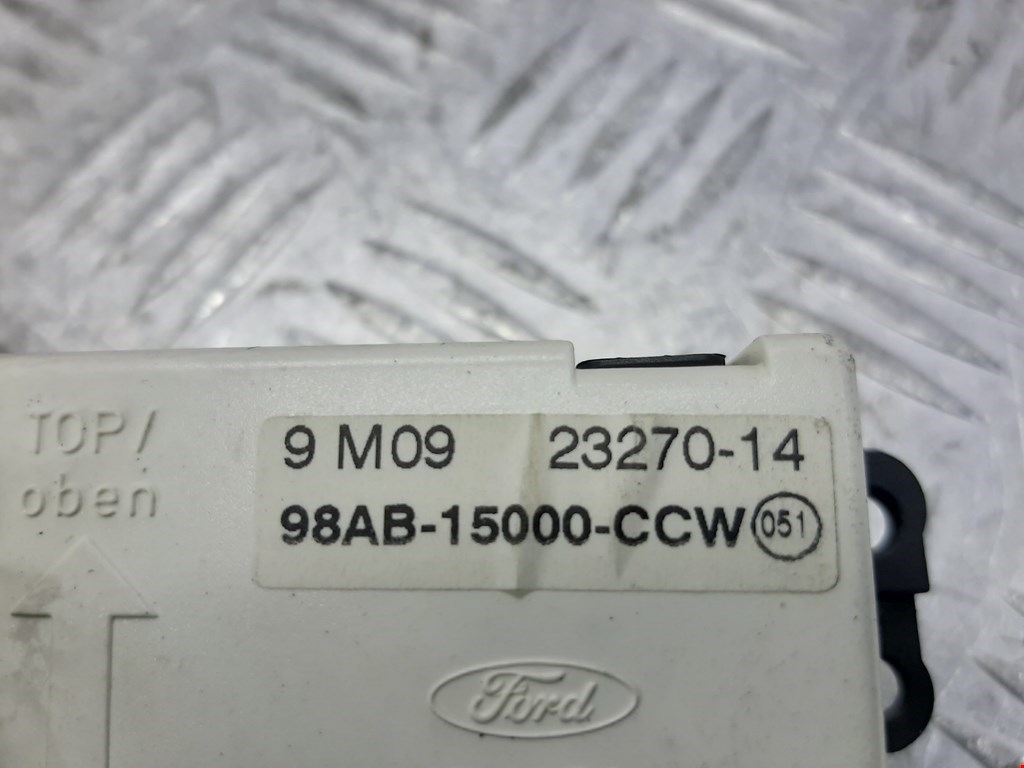 TOP/
oben
9 M09 23270-14
98AB-15000-CCW 051
Ford